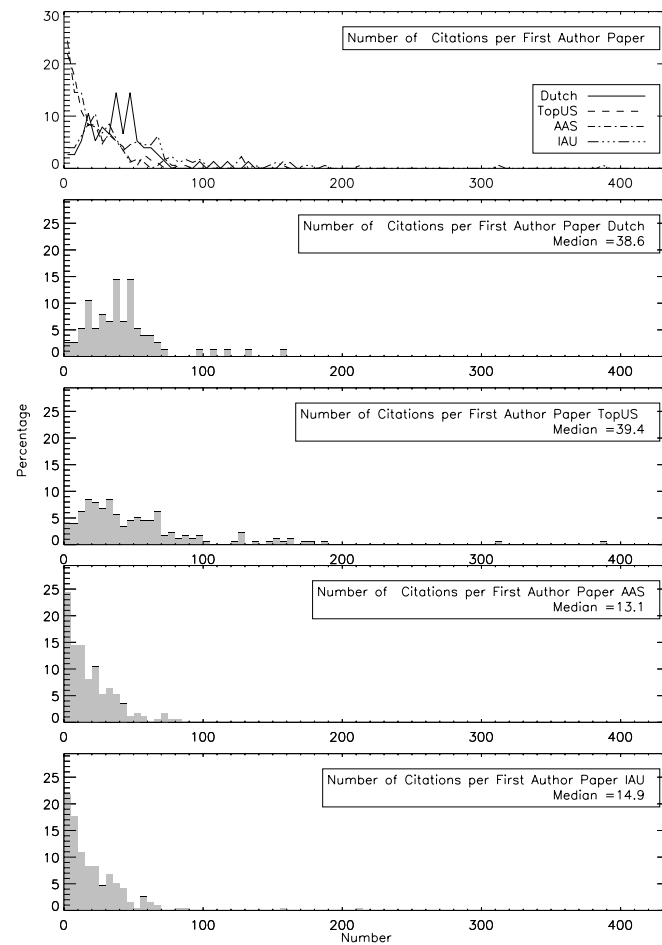 30
20
10
0
Number of Citations per First Author Paper
Dutch
TopUS
AAS
IAU
0 100 200 300 400
25
20
15
10
5
0
Number of Citations per First Author Paper Dutch
Median =38.6
0 100 200 300 400
Percentage
25
20
15
10
5
0
Number of Citations per First Author Paper TopUS
Median =39.4
0 100 200 300 400
25
20
15
10
5
0
Number of Citations per First Author Paper AAS
Median =13.1
0 100 200 300 400
25
20
15
10
5
0
Number of Citations per First Author Paper IAU
Median =14.9
0 100 200 300 400
Number